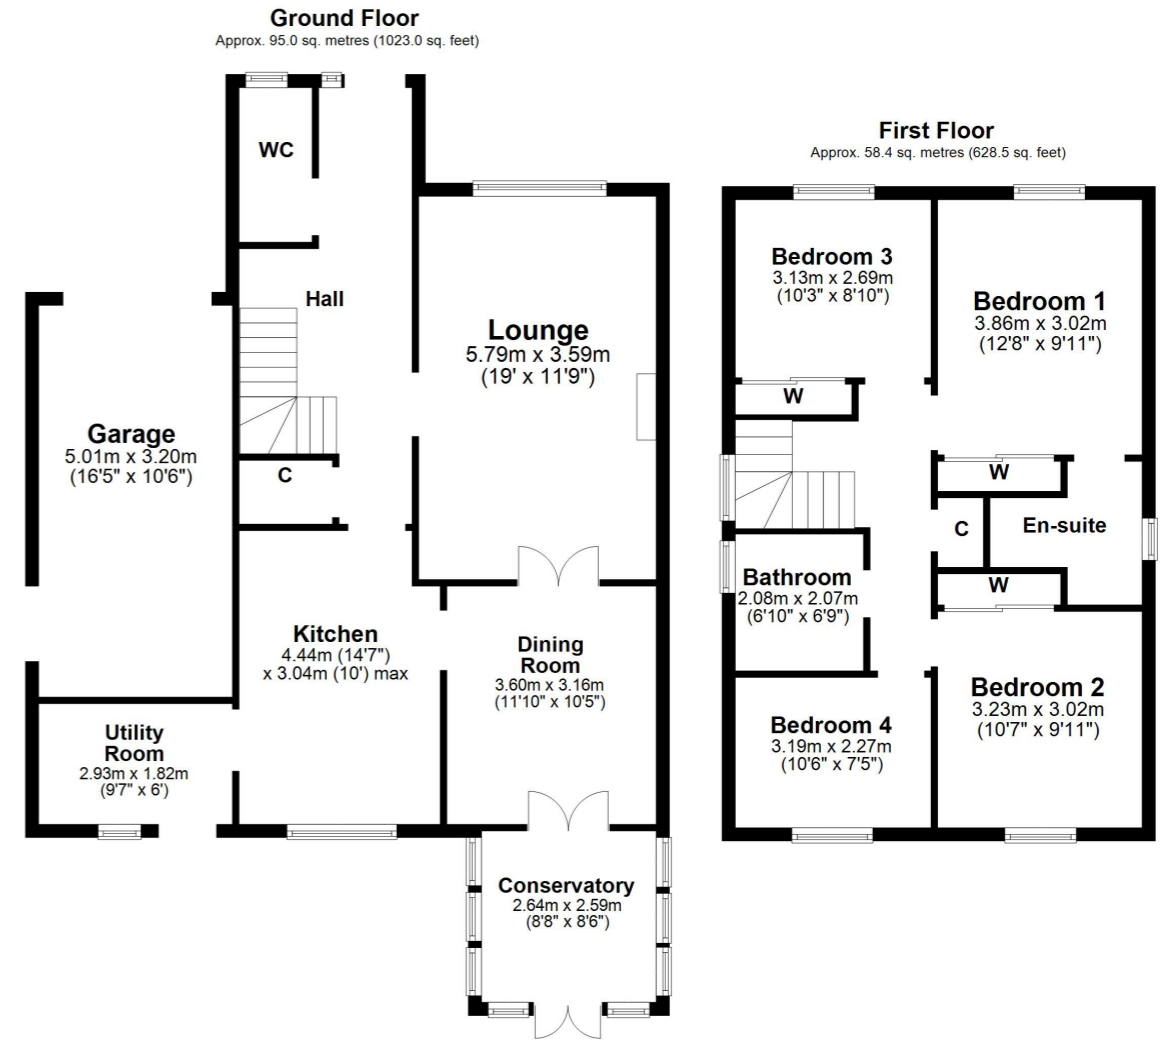 Ground Floor
Approx. 95.0 sq. metres (1023.0 sq. feet)
WC
Hall
Lounge
5.79m x 3.59m
(19' x 11'9")
Garage
5.01m x 3.20m
(16'5" x 10'6")
C
Kitchen
4.44m (14'7")
x 3.04m (10') max
Dining
Room
3.60m x 3.16m
(11'10" x 10'5")
Utility
Room
2.93m x 1.82m
(9'7" x 6')
Conservatory
2.64m x 2.59m
(8'8" x 8'6")
First Floor
Approx. 58.4 sq. metres (628.5 sq. feet)
Bedroom 3
3.13m x 2.69m
(10'3" x 8'10")
Bedroom 1
3.86m x 3.02m
(12'8" x 9'11")
W
W
C
En-suite
Bathroom
2.08m x 2.07m
(6'10" x 6'9")
W
Bedroom 2
3.23m x 3.02m
(10'7" x 9'11")
Bedroom 4
3.19m x 2.27m
(10'6" x 7'5")